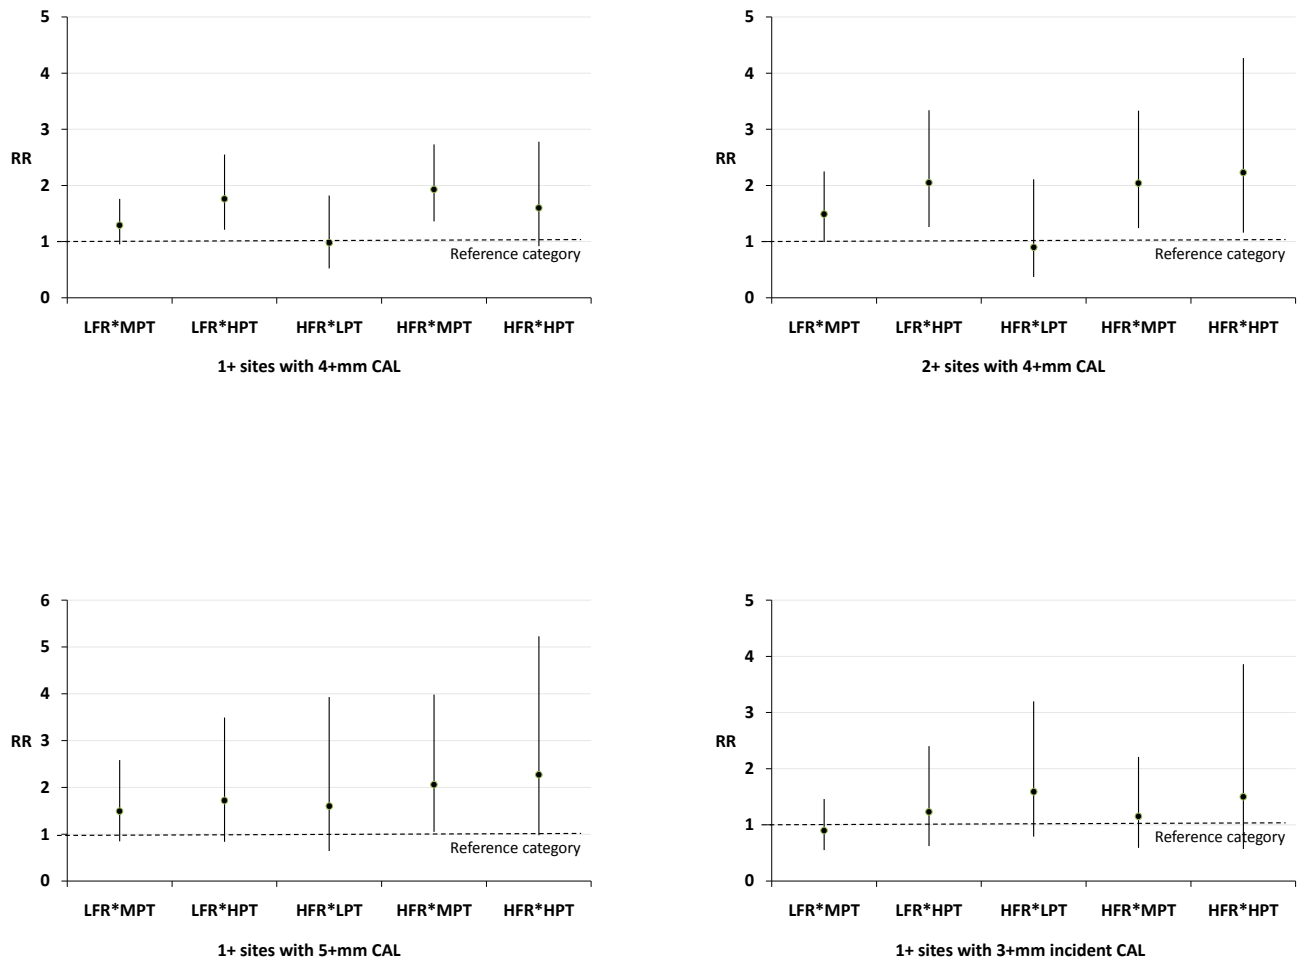 5
4
3
RR
2
1
Reference category
0
LFR*MPT LFR*HPT HFR*LPT HFR*MPT HFR*HPT
1+ sites with 4+mm CAL
5
4
3
RR
2
1
Reference category
0
LFR*MPT LFR*HPT HFR*LPT HFR*MPT HFR*HPT
2+ sites with 4+mm CAL
6
5
4
RR 3
2
1
Reference category
0
LFR*MPT LFR*HPT HFR*LPT HFR*MPT HFR*HPT
1+ sites with 5+mm CAL
5
4
3
RR
2
1
Reference category
0
LFR*MPT LFR*HPT HFR*LPT HFR*MPT HFR*HPT
1+ sites with 3+mm incident CAL